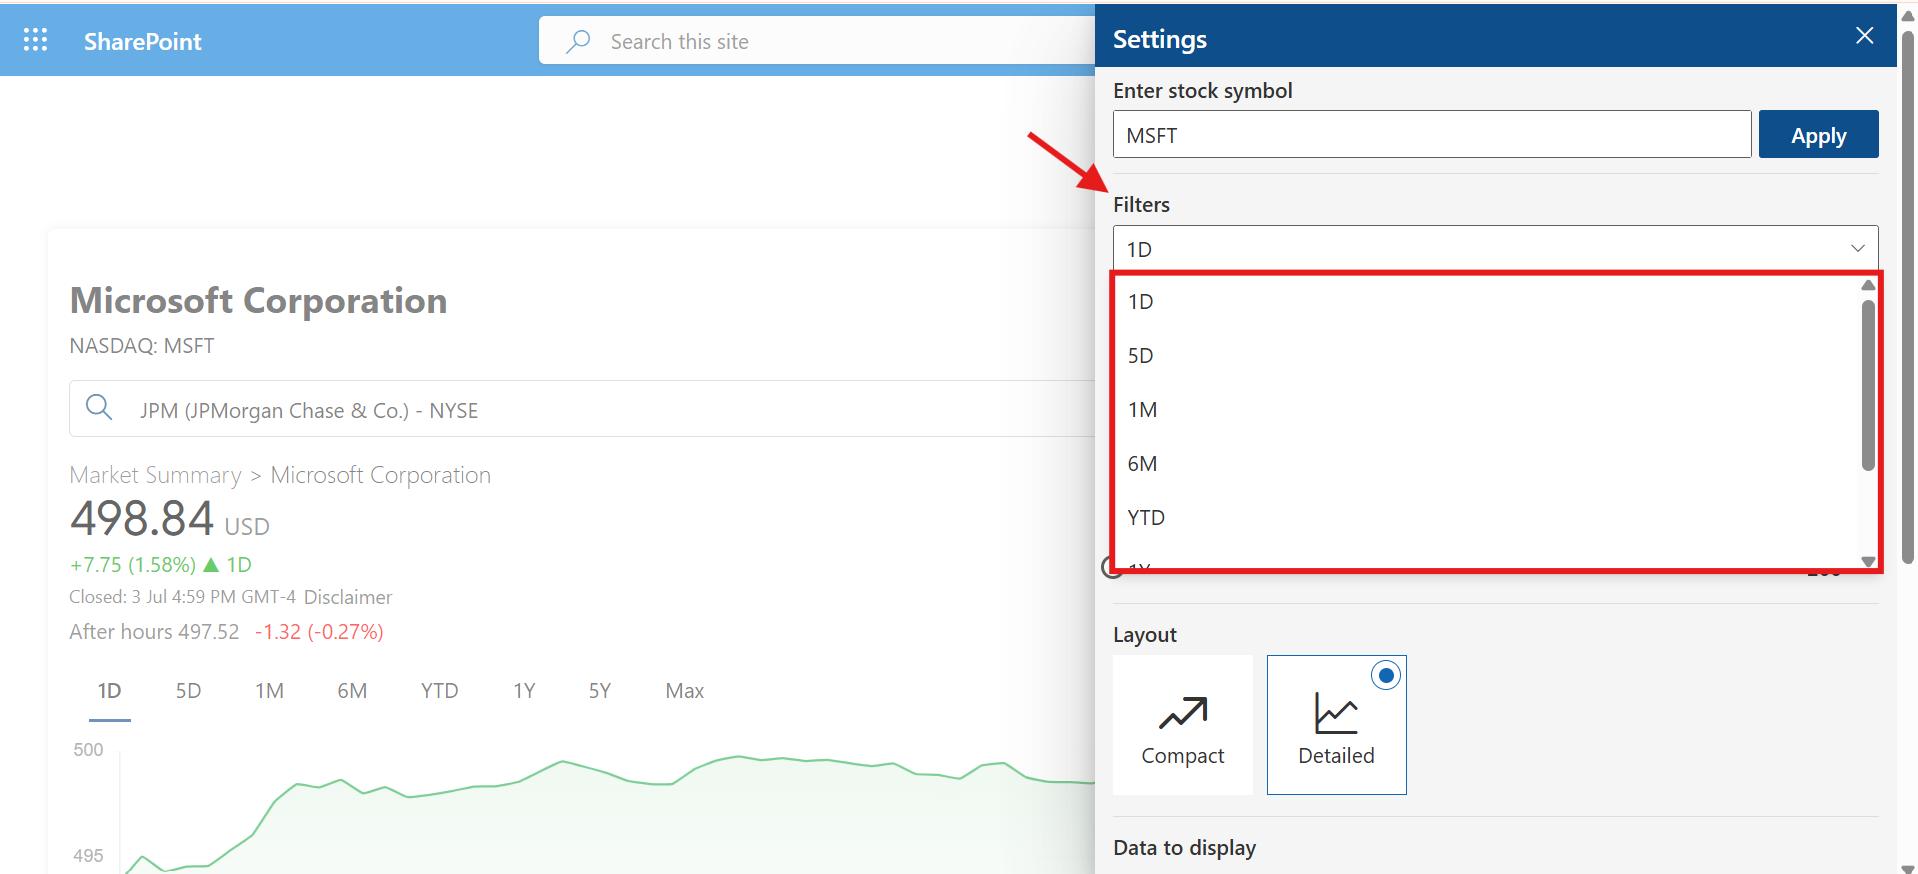 SharePoint
Search this site
Settings
Enter stock symbol
MSFT
Apply
Filters
1D
1D
5D
1M
6M
YTD
1Y
Layout
Compact
Detailed
Data to display
Microsoft Corporation
NASDAQ: MSFT
JPM (JPMorgan Chase & Co.) - NYSE
Market Summary > Microsoft Corporation
498.84 USD
+7.75 (1.58%) ▲ 1D
Closed: 3 Jul 4:59 PM GMT-4 Disclaimer
After hours 497.52 -1.32 (-0.27%)
1D 5D 1M 6M YTD 1Y 5Y Max
500
495